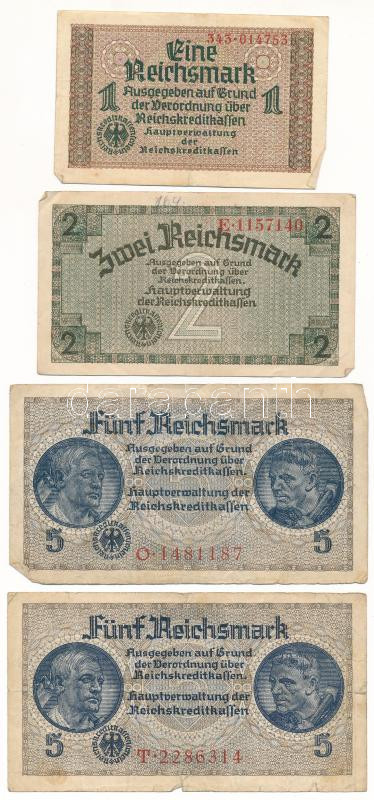 343·014753
Eine
Reichsmark
1 Ausgegeben auf Grund 1
der Verordnung über
Reichskreditkassen
Hauptverwaltung
der
Reichskreditkassen
164.
2 E·1157140 2
Zwei Reichsmark
Ausgegeben auf Grund
der Verordnung über
Reichskreditkassen.
Hauptverwaltung
der Reichskreditkassen
2 2
Fünf Reichsmark
Ausgegeben auf Grund
der Verordnung über
Reichskreditkassen.
Hauptverwaltung der
Reichskreditkassen
5 5
O·1481187
darabanth
Fünf Reichsmark
Ausgegeben auf Grund
der Verordnung über
Reichskreditkassen.
Hauptverwaltung der
Reichskreditkassen
5 5
T·2286314